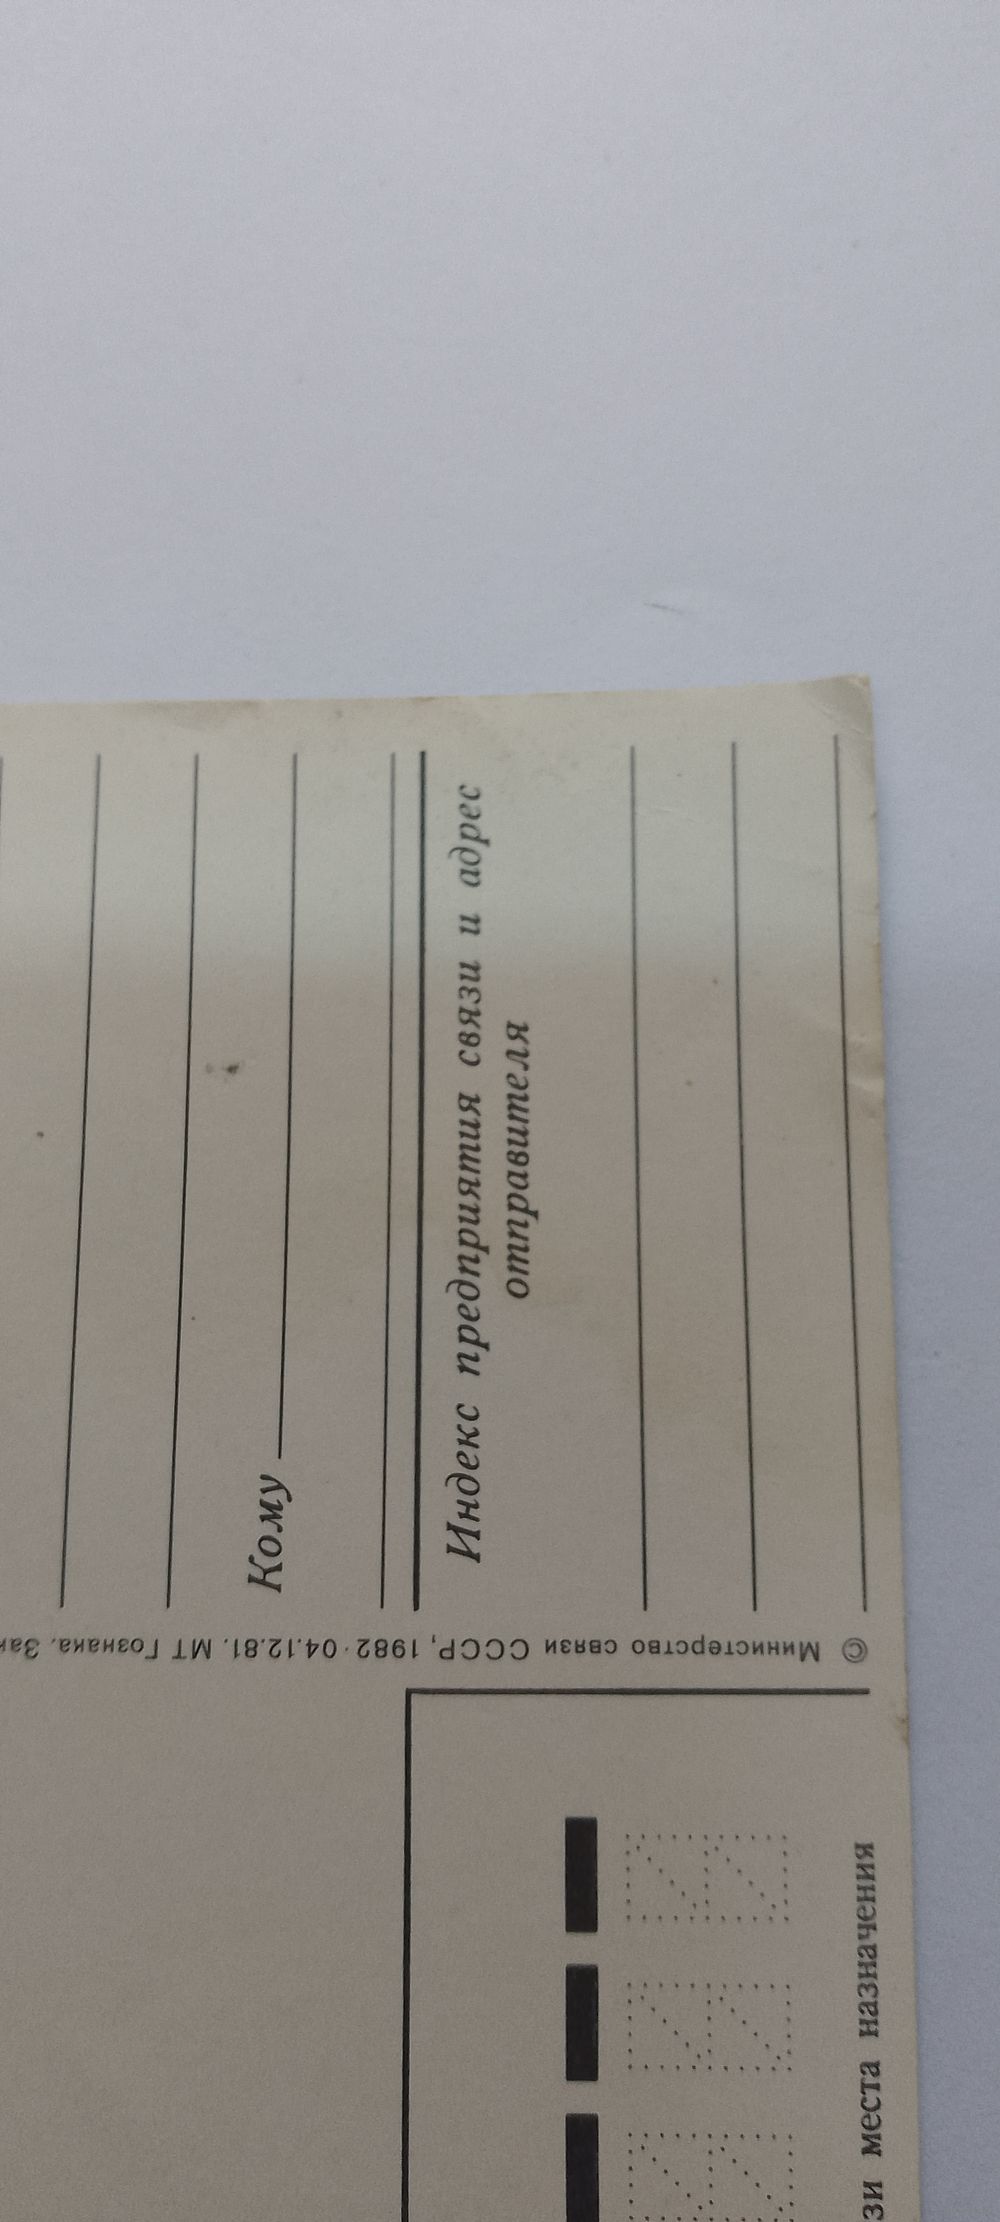 Кому
Индекс предприятия связи и адрес
отправителя
© Министерство связи СССР, 1982 · 04.12.81. МТ Гознака.
места назначения